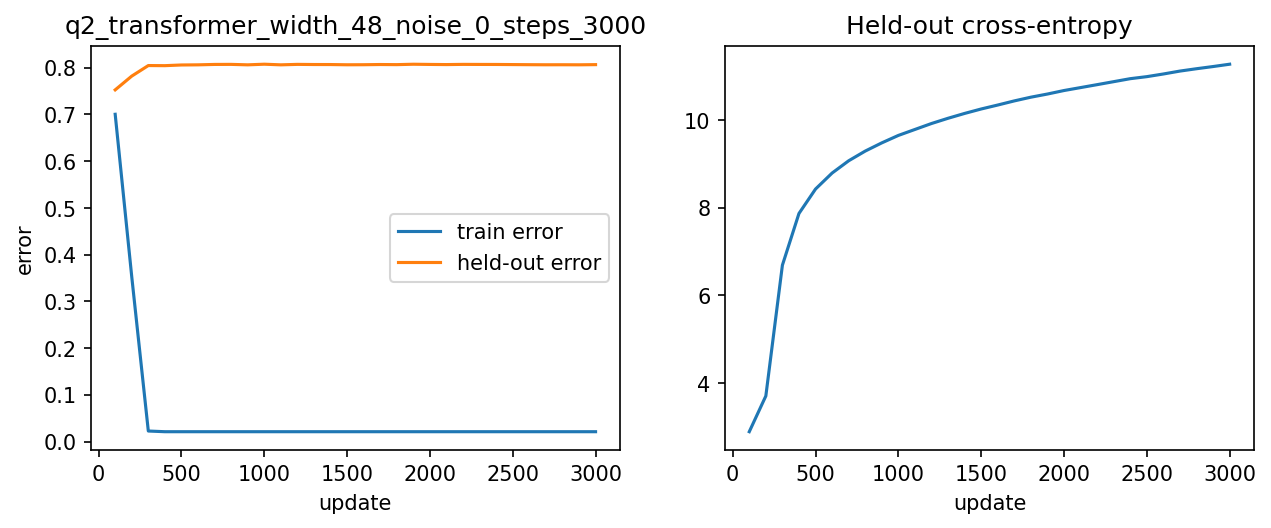 q2_transformer_width_48_noise_0_steps_3000
error
0.8
0.7
0.6
0.5
0.4
0.3
0.2
0.1
0.0
train error
held-out error
0 500 1000 1500 2000 2500 3000
update
Held-out cross-entropy
10
8
6
4
0 500 1000 1500 2000 2500 3000
update